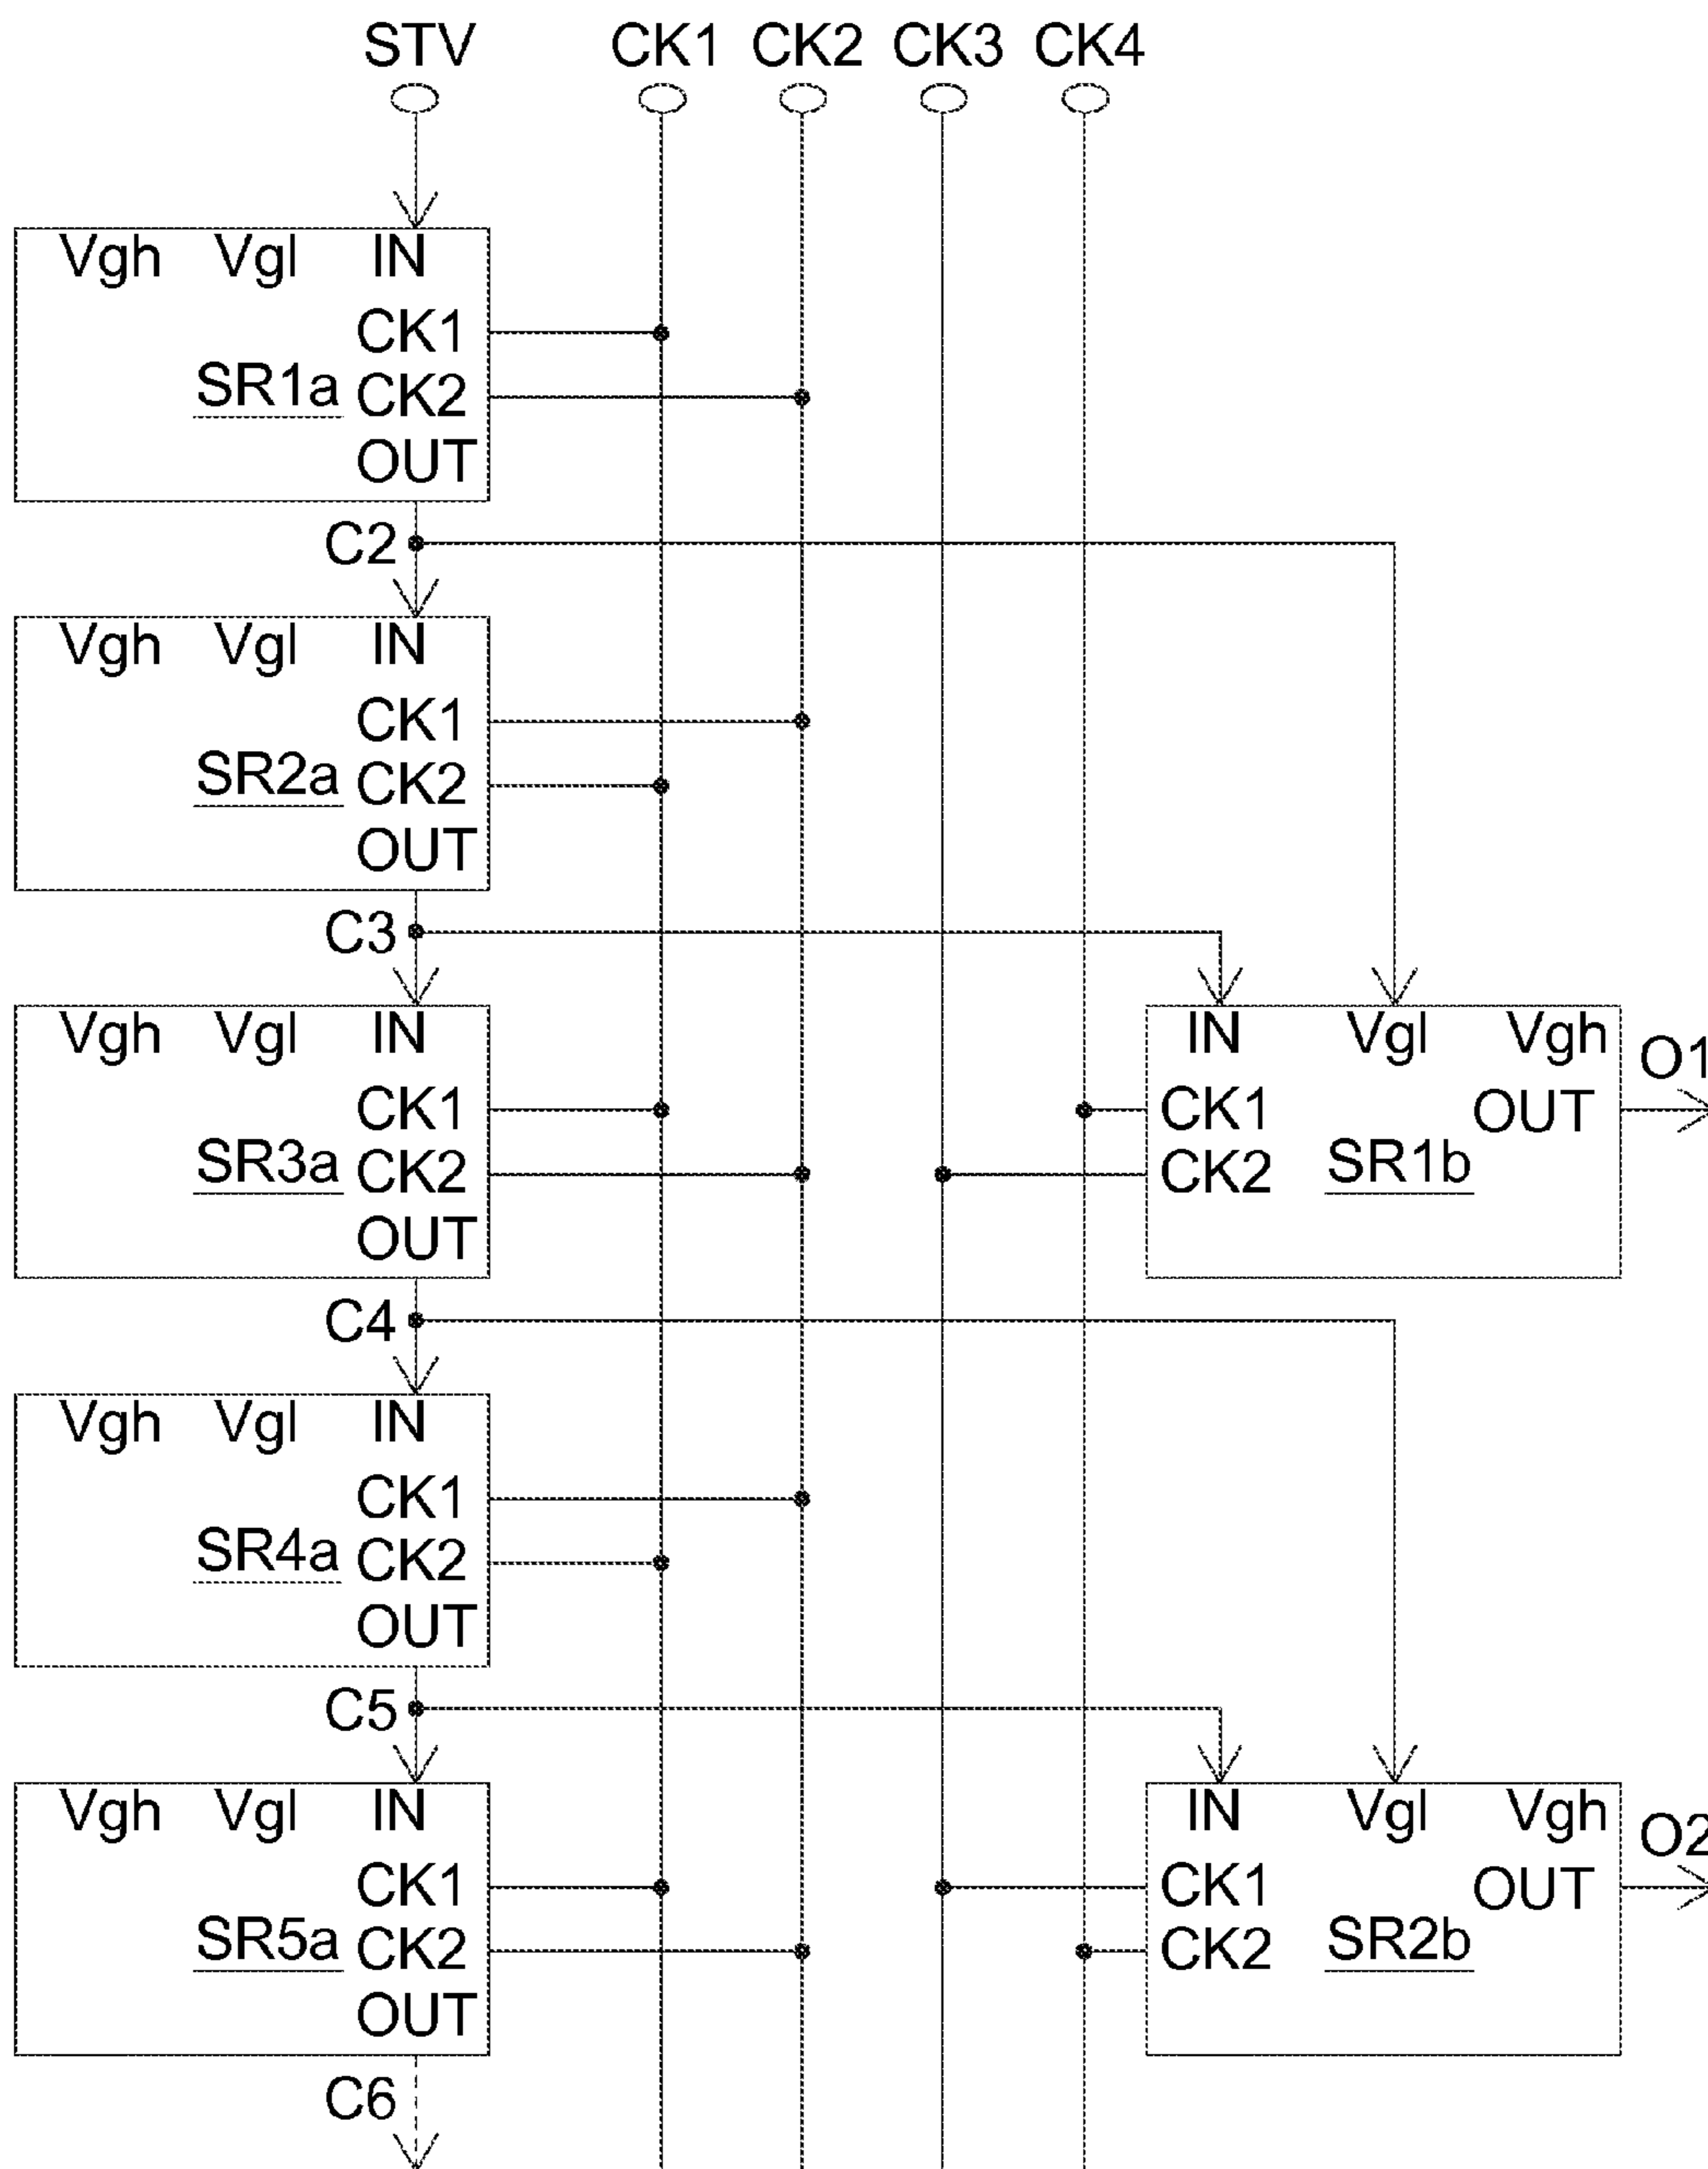 STV CK1 CK2 CK3 CK4
Vgh Vgl IN
CK1
SR1a CK2
OUT
C2
Vgh Vgl IN
CK1
SR2a CK2
OUT
C3
Vgh Vgl IN
CK1
SR3a CK2
OUT
IN Vgl Vgh
O1
CK1 OUT
CK2 SR1b
C4
Vgh Vgl IN
CK1
SR4a CK2
OUT
C5
Vgh Vgl IN
CK1
SR5a CK2
OUT
IN Vgl Vgh
O2
CK1 OUT
CK2 SR2b
C6